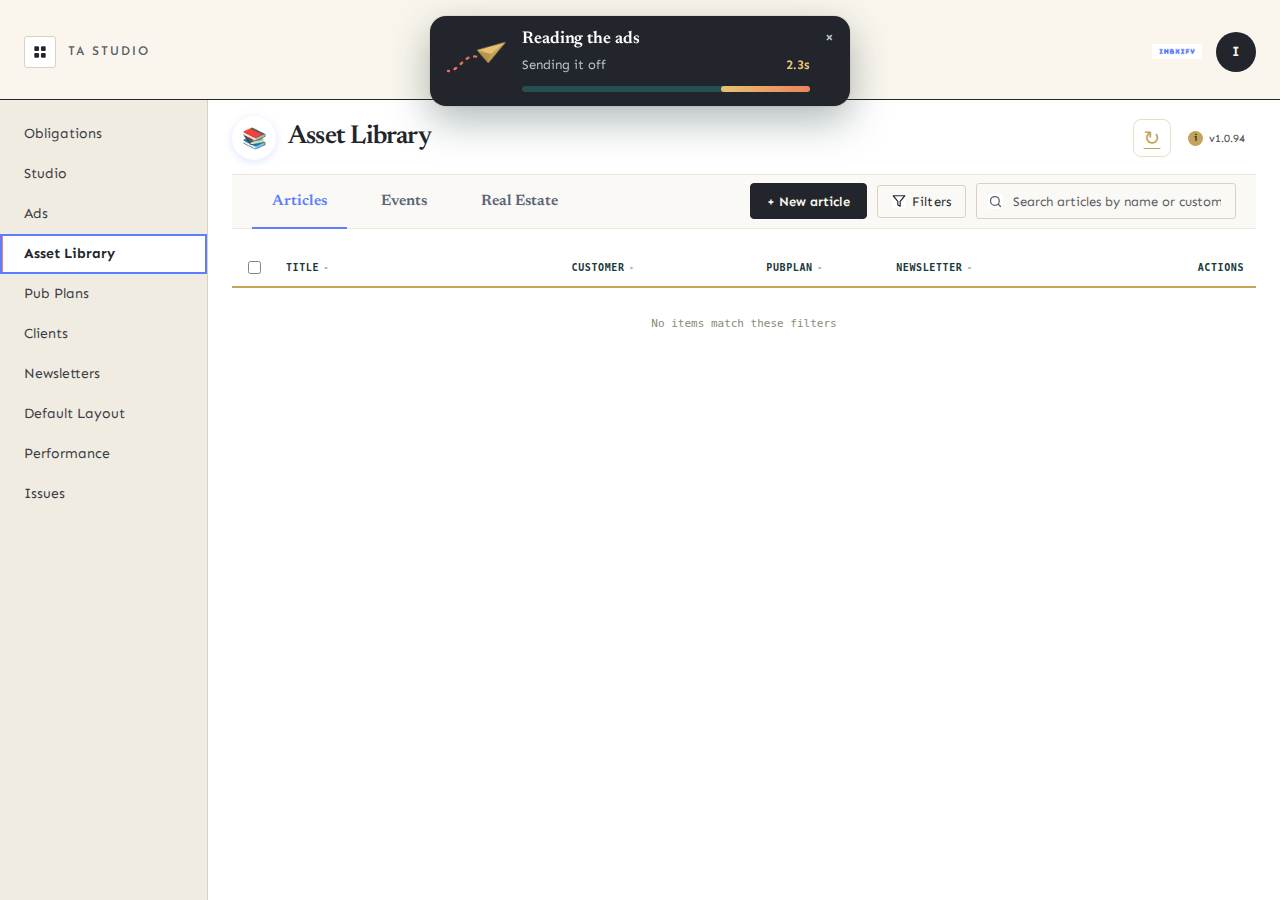 TA STUDIO
Reading the ads
×
Sending it off
2.3s
INBXIFY
I
Obligations
Studio
Ads
Asset Library
Pub Plans
Clients
Newsletters
Default Layout
Performance
Issues
Asset Library
↻
i
v1.0.94
Articles
Events
Real Estate
+ New article
Filters
Search articles by name or custom
TITLE -
CUSTOMER -
PUBPLAN -
NEWSLETTER -
ACTIONS
No items match these filters